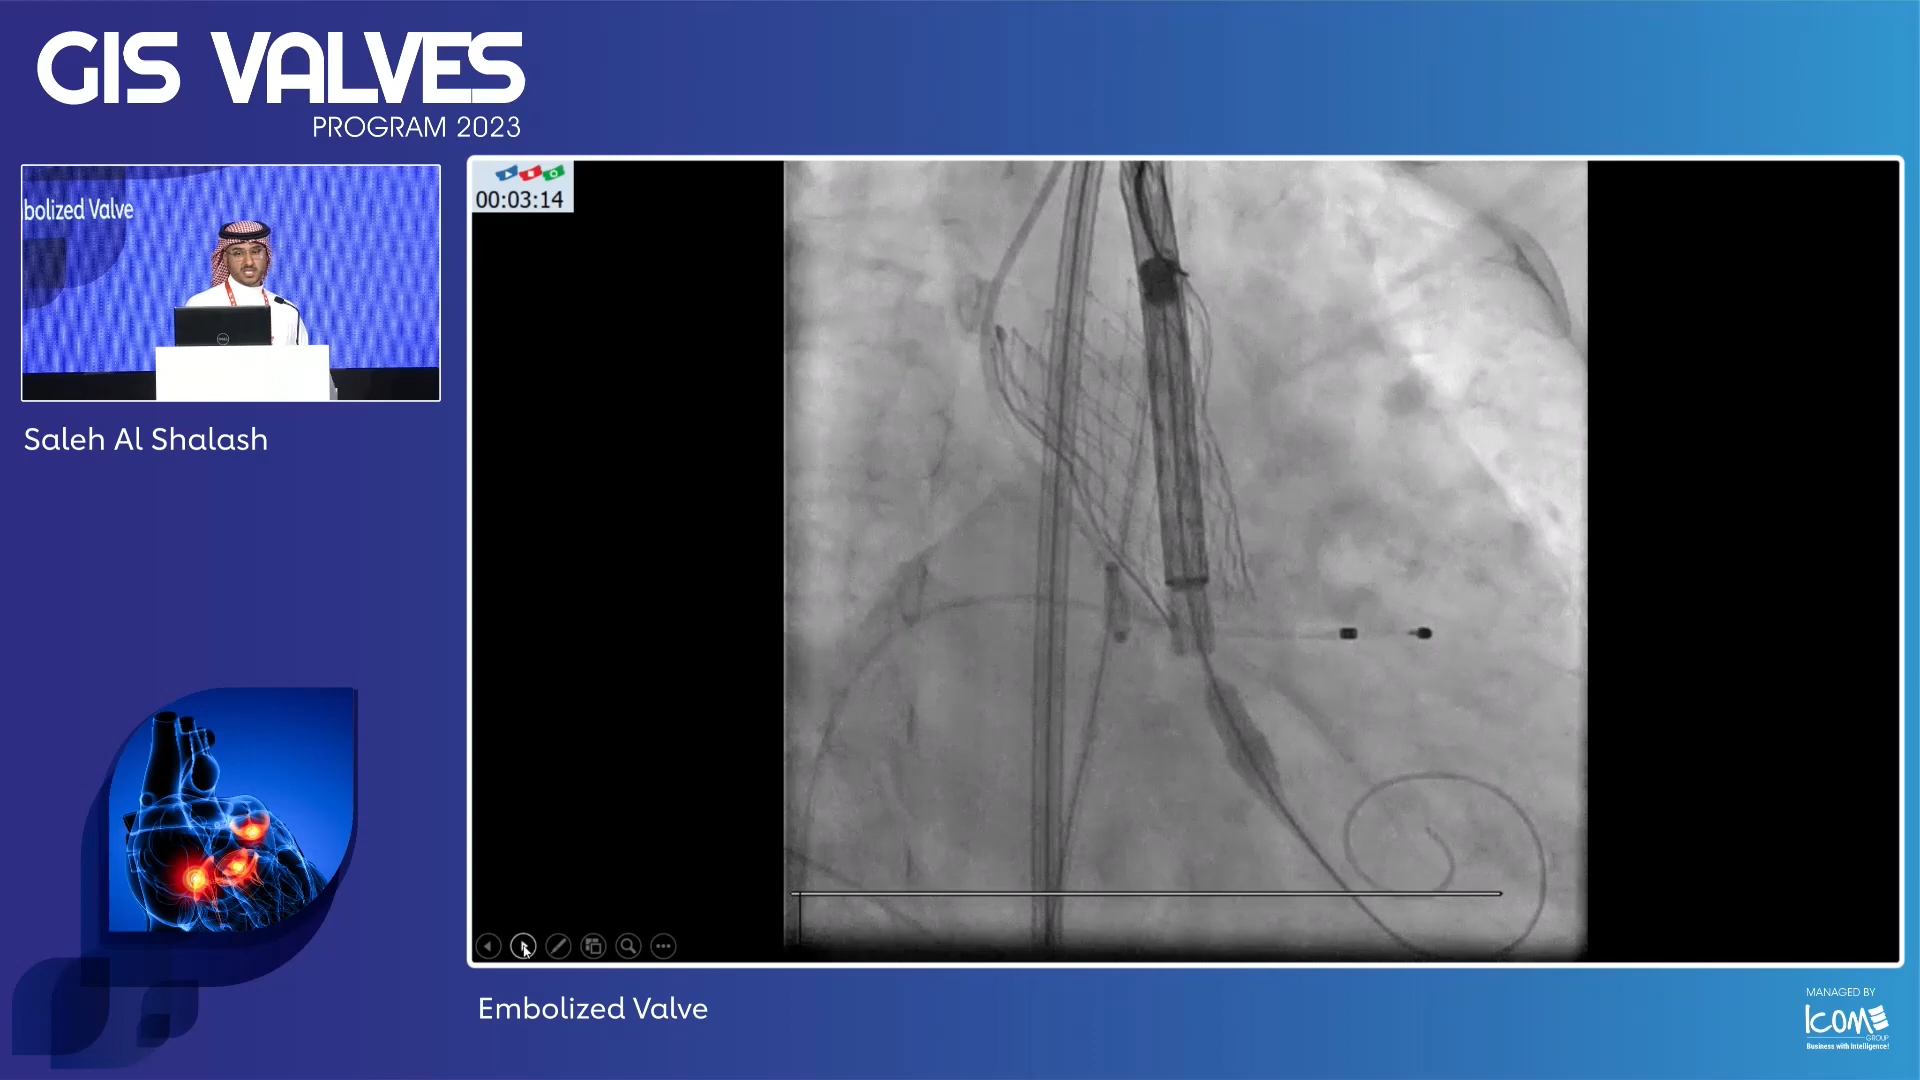 GIS VALVES
PROGRAM 2023
bolized Valve
DELL
Saleh Al Shalash
00:03:14
Embolized Valve
MANAGED BY
ICOM
GROUP
Business with Intelligence!